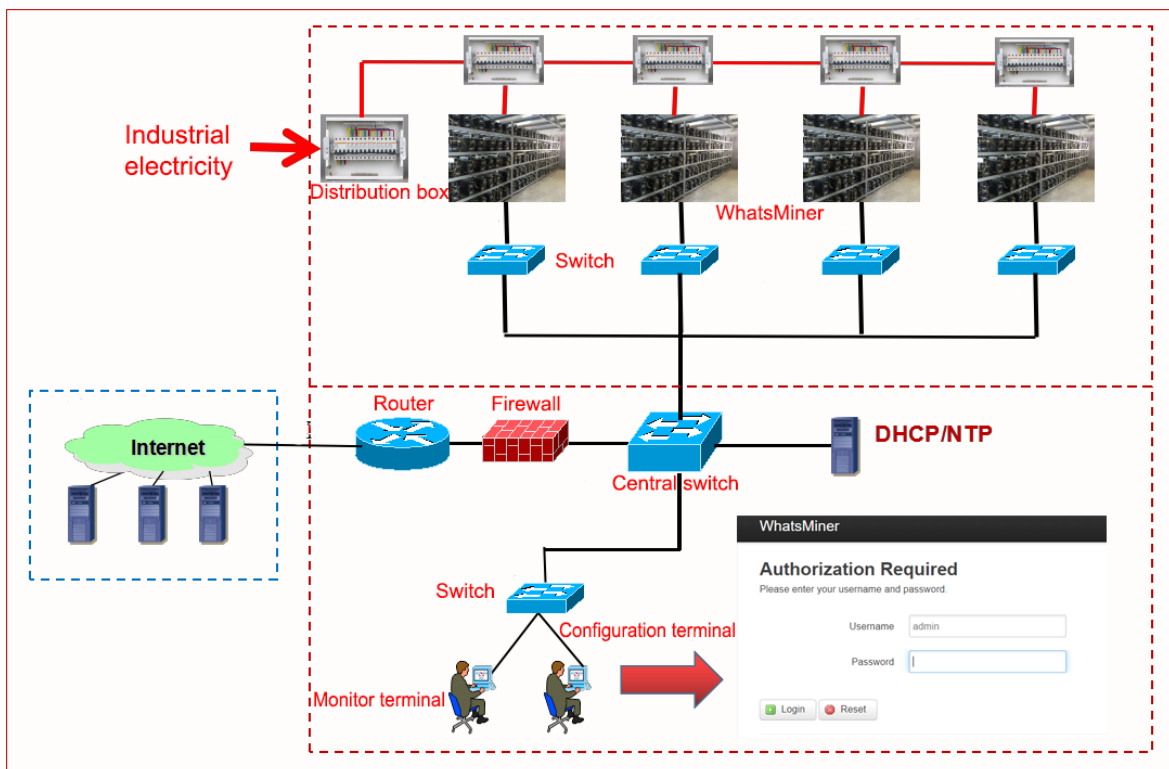 Industrial
electricity
Distribution box
WhatsMiner
Switch
Router
Firewall
Internet
DHCP/NTP
Central switch
WhatsMiner
Authorization Required
Please enter your username and password.
Username
admin
Password
Login
Reset
Switch
Configuration terminal
Monitor terminal